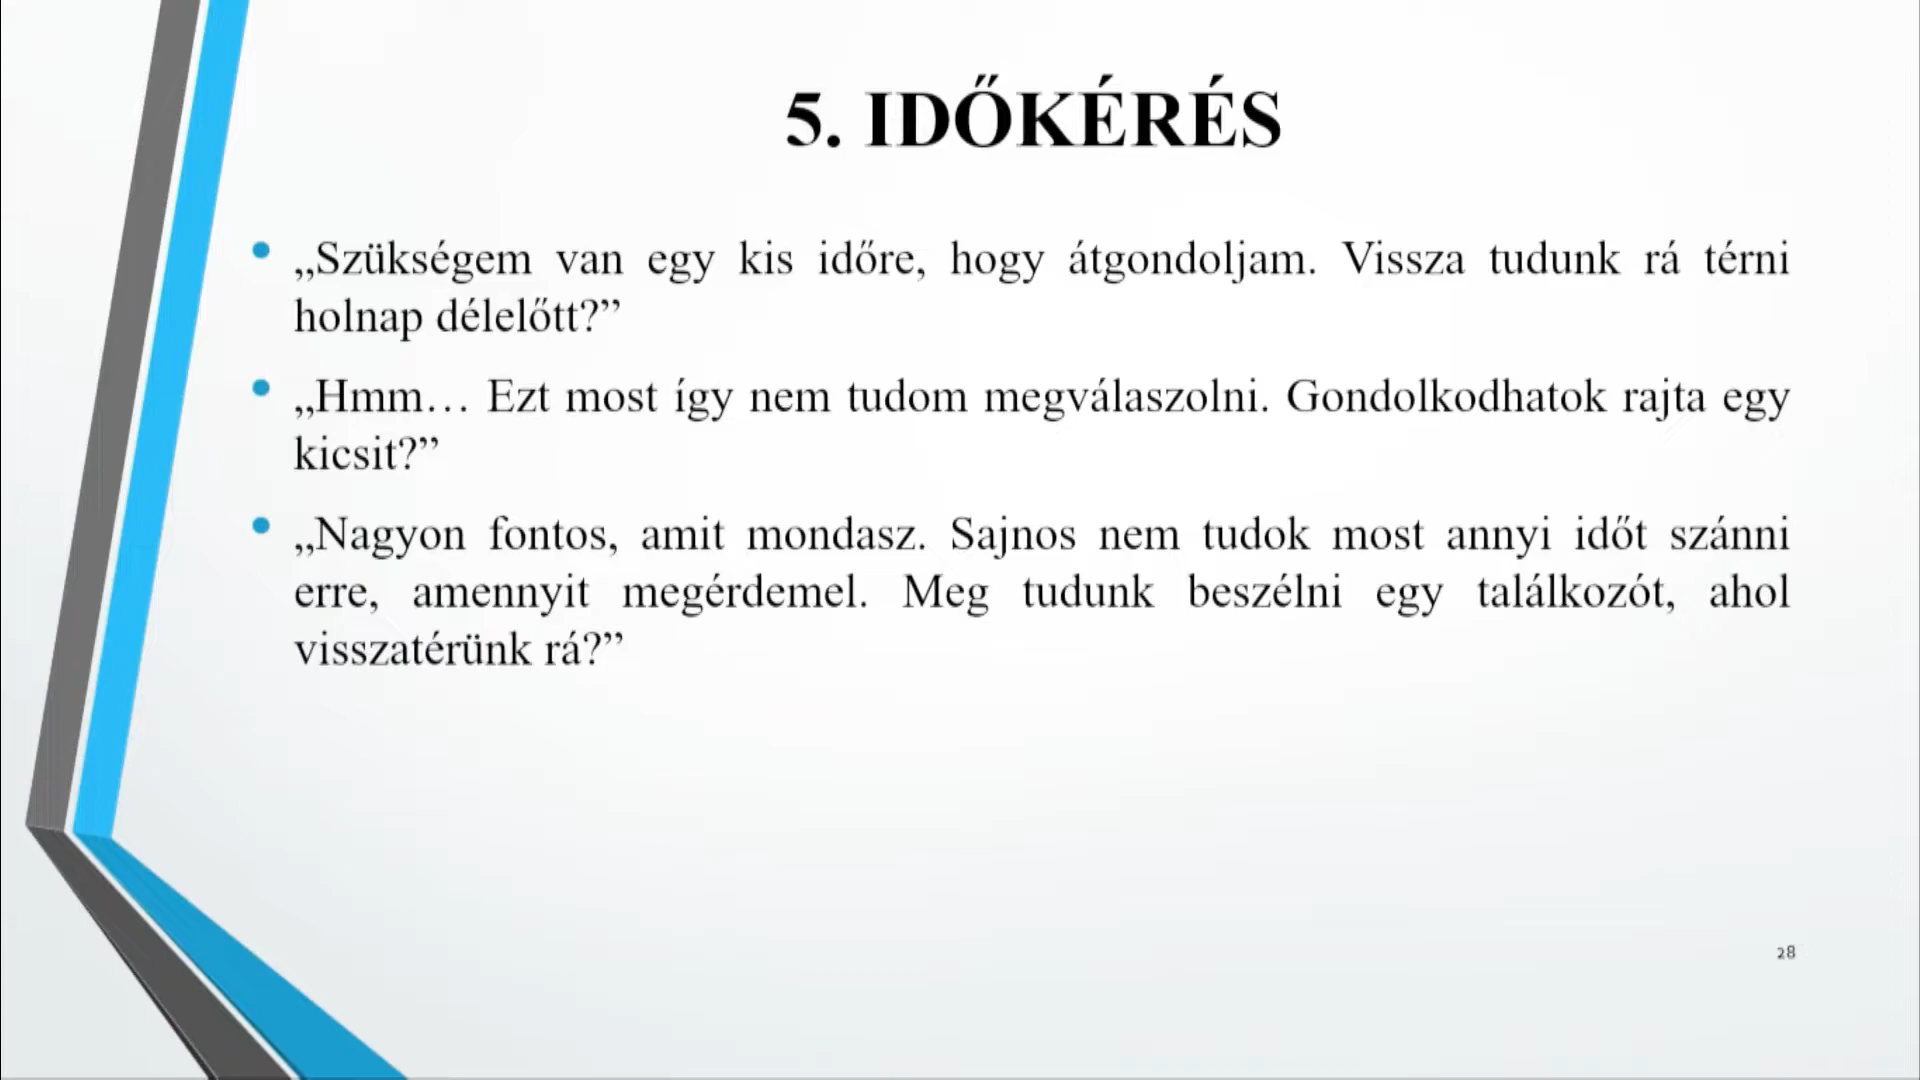 5. IDŐKÉRÉS
• „Szükségem van egy kis időre, hogy átgondoljam. Vissza tudunk rá térni
holnap délelőtt?”
• „Hmm… Ezt most így nem tudom megválaszolni. Gondolkodhatok rajta egy
kicsit?”
• „Nagyon fontos, amit mondasz. Sajnos nem tudok most annyi időt szánni
erre, amennyit megérdemel. Meg tudunk beszélni egy találkozót, ahol
visszatérünk rá?”
28